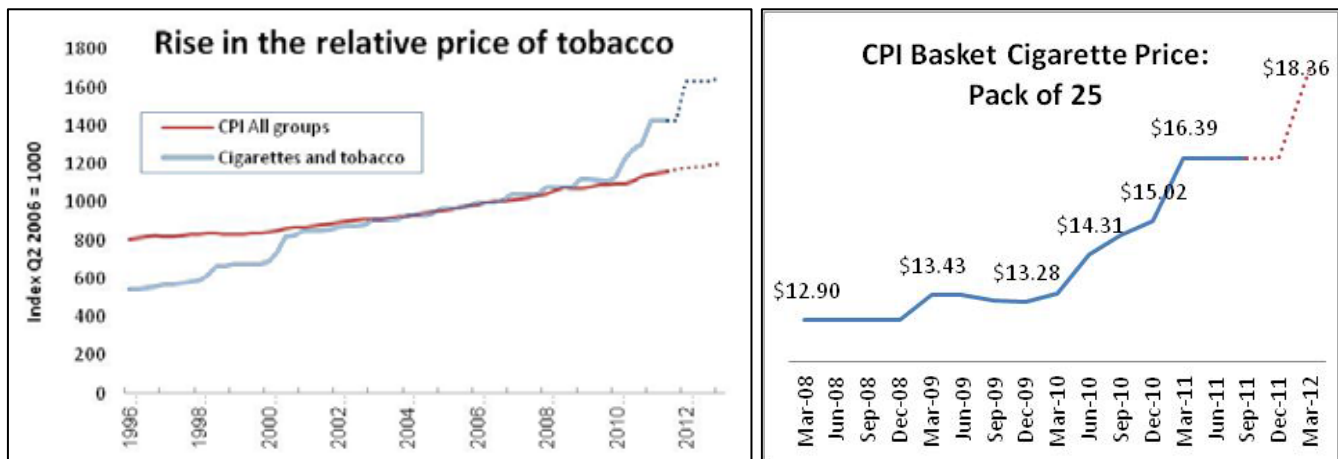 Rise in the relative price of tobacco
Index Q2 2006 = 1000
1800
1600
1400
1200
1000
800
600
400
200
0
CPI All groups
Cigarettes and tobacco
1996
1998
2000
2002
2004
2006
2008
2010
2012
CPI Basket Cigarette Price:
Pack of 25
$12.90
$13.43
$13.28
$14.31
$15.02
$16.39
$18.36
Mar-08
Jun-08
Sep-08
Dec-08
Mar-09
Jun-09
Sep-09
Dec-09
Mar-10
Jun-10
Sep-10
Dec-10
Mar-11
Jun-11
Sep-11
Dec-11
Mar-12